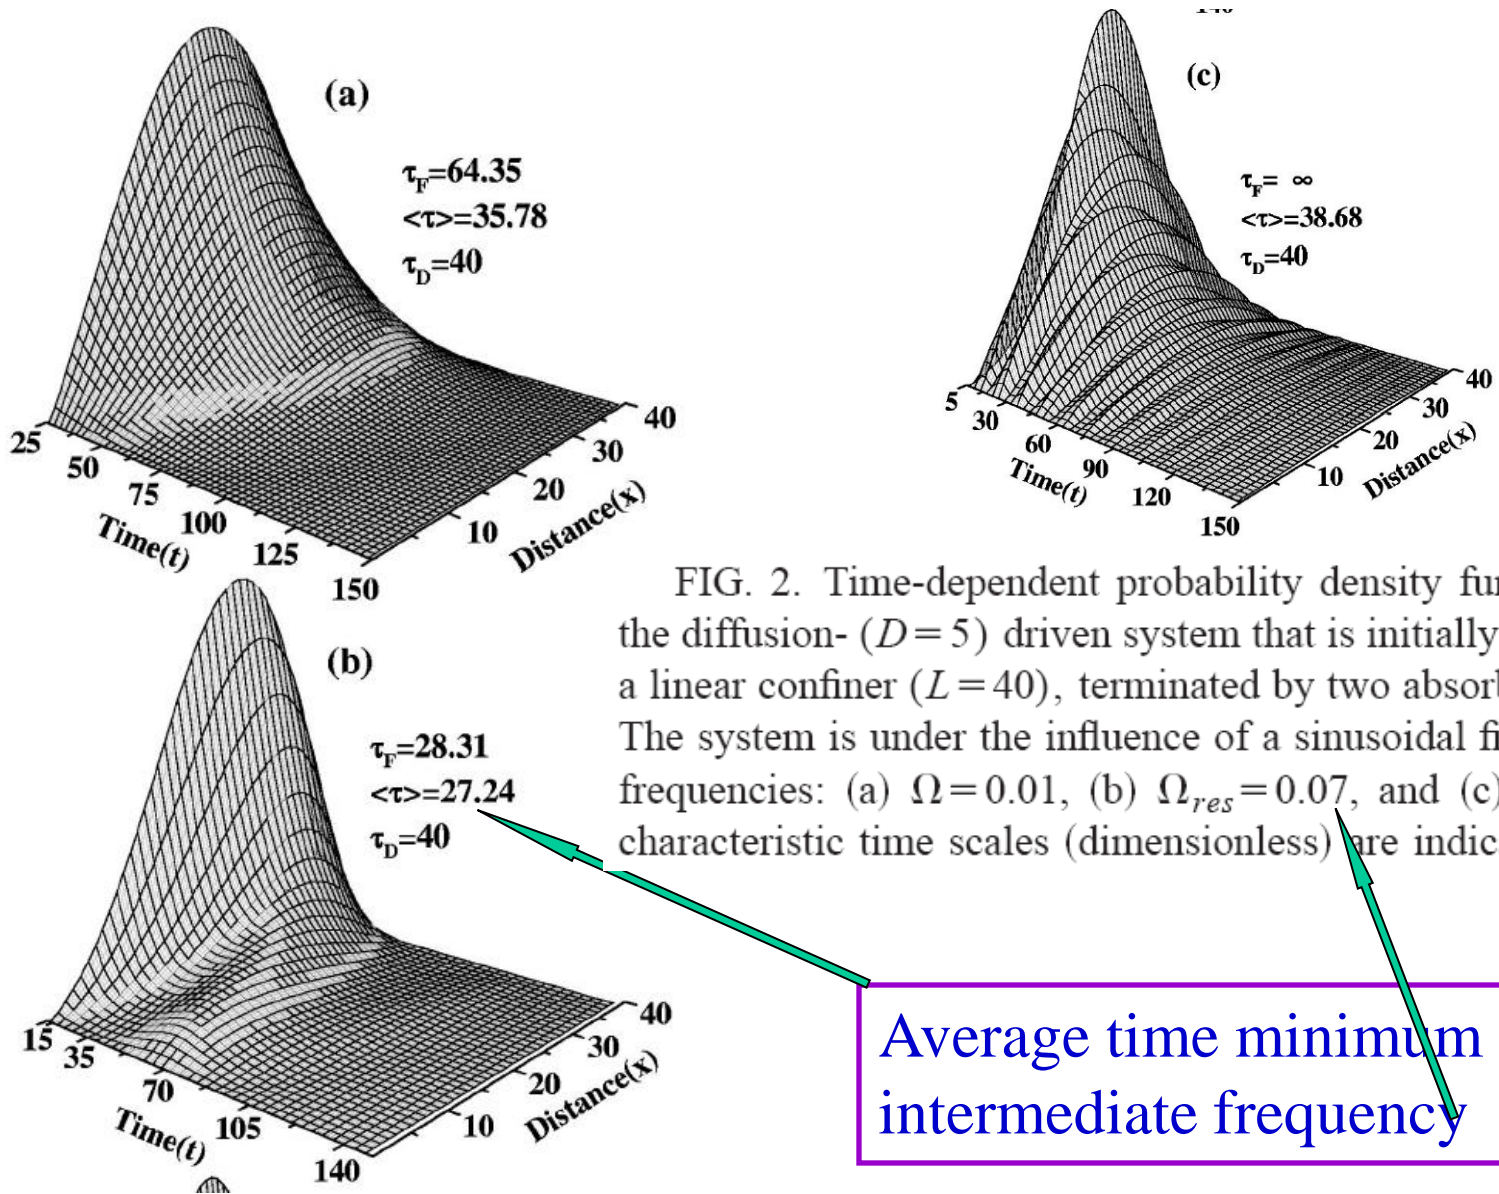 (a)
τF=64.35
<τ>=35.78
τD=40
25
50
75
100
125
150
Time(t)
10
20
30
40
Distance(x)
(c)
τF= ∞
<τ>=38.68
τD=40
5
30
60
90
120
150
Time(t)
10
20
30
40
Distance(x)
(b)
τF=28.31
<τ>=27.24
τD=40
15
35
70
105
140
Time(t)
10
20
30
40
Distance(x)
FIG. 2. Time-dependent probability density
the diffusion- (D=5) driven system that is initially
a linear confiner (L=40), terminated by two
The system is under the influence of a sinusoidal
frequencies: (a) Ω=0.01, (b) Ωres=0.07, and (c)
characteristic time scales (dimensionless) are
Average time minimum
intermediate frequency